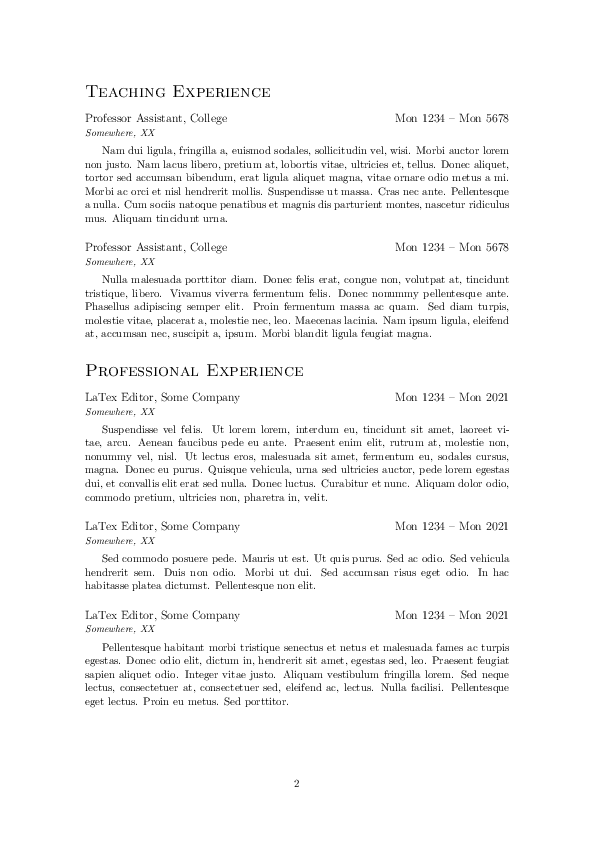 Teaching Experience
Professor Assistant, College Mon 1234 – Mon 5678
Somewhere, XX
Nam dui ligula, fringilla a, euismod sodales, sollicitudin vel, wisi. Morbi auctor lorem
non justo. Nam lacus libero, pretium at, lobortis vitae, ultricies et, tellus. Donec aliquet,
tortor sed accumsan bibendum, erat ligula aliquet magna, vitae ornare odio metus a mi.
Morbi ac orci et nisl hendrerit mollis. Suspendisse ut massa. Cras nec ante. Pellentesque
a nulla. Cum sociis natoque penatibus et magnis dis parturient montes, nascetur ridiculus
mus. Aliquam tincidunt urna.
Professor Assistant, College Mon 1234 – Mon 5678
Somewhere, XX
Nulla malesuada porttitor diam. Donec felis erat, congue non, volutpat at, tincidunt
tristique, libero. Vivamus viverra fermentum felis. Donec nonummy pellentesque ante.
Phasellus adipiscing semper elit. Proin fermentum massa ac quam. Sed diam turpis,
molestie vitae, placerat a, molestie nec, leo. Maecenas lacinia. Nam ipsum ligula, eleifend
at, accumsan nec, suscipit a, ipsum. Morbi blandit ligula feugiat magna.
Professional Experience
LaTex Editor, Some Company Mon 1234 – Mon 2021
Somewhere, XX
Suspendisse vel felis. Ut lorem lorem, interdum eu, tincidunt sit amet, laoreet vi-
tae, arcu. Aenean faucibus pede eu ante. Praesent enim elit, rutrum at, molestie non,
nonummy vel, nisl. Ut lectus eros, malesuada sit amet, fermentum eu, sodales cursus,
magna. Donec eu purus. Quisque vehicula, urna sed ultricies auctor, pede lorem egestas
dui, et convallis elit erat sed nulla. Donec luctus. Curabitur et nunc. Aliquam dolor odio,
commodo pretium, ultricies non, pharetra in, velit.
LaTex Editor, Some Company Mon 1234 – Mon 2021
Somewhere, XX
Sed commodo posuere pede. Mauris ut est. Ut quis purus. Sed ac odio. Sed vehicula
hendrerit sem. Duis non odio. Morbi ut dui. Sed accumsan risus eget odio. In hac
habitasse platea dictumst. Pellentesque non elit.
LaTex Editor, Some Company Mon 1234 – Mon 2021
Somewhere, XX
Pellentesque habitant morbi tristique senectus et netus et malesuada fames ac turpis
egestas. Donec odio elit, dictum in, hendrerit sit amet, egestas sed, leo. Praesent feugiat
sapien aliquet odio. Integer vitae justo. Aliquam vestibulum fringilla lorem. Sed neque
lectus, consectetuer at, consectetuer sed, eleifend ac, lectus. Nulla facilisi. Pellentesque
eget lectus. Proin eu metus. Sed porttitor.
2